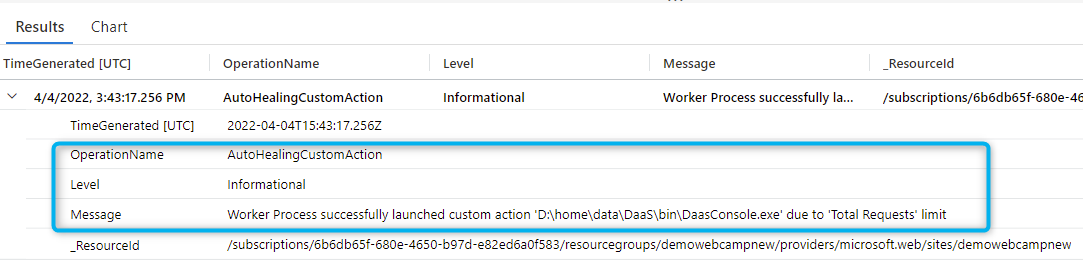 Results Chart
TimeGenerated [UTC] OperationName Level Message _ResourceId
4/4/2022, 3:43:17.256 PM AutoHealingCustomAction Informational Worker Process successfully la... /subscriptions/6b6db65f-680e-46
TimeGenerated [UTC] 2022-04-04T15:43:17.256Z
OperationName AutoHealingCustomAction
Level Informational
Message Worker Process successfully launched custom action 'D:\home\data\DaaS\bin\DaasConsole.exe' due to 'Total Requests' limit
_ResourceId /subscriptions/6b6db65f-680e-4650-b97d-e82ed6a0f583/resourcegroups/demowebcampnew/providers/microsoft.web/sites/demowebcampnew